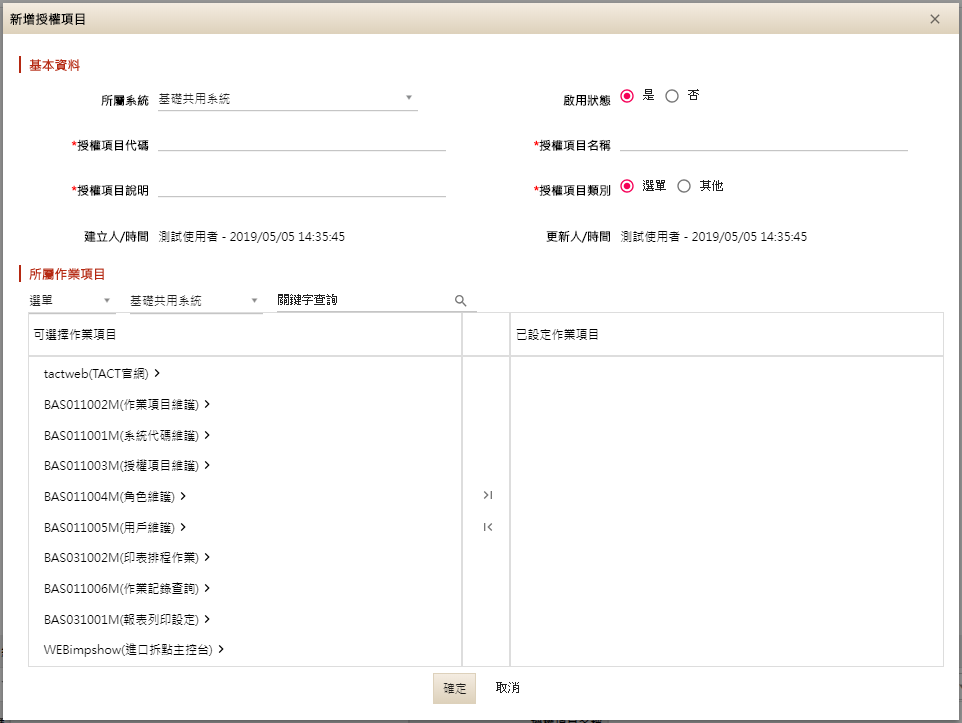 新增授權項目
基本資料
所屬系統 基礎共用系統 啟用狀態 是 否
*授權項目代碼 *授權項目名稱
*授權項目說明 *授權項目類別 選單 其他
建立人/時間 測試使用者 - 2019/05/05 14:35:45 更新人/時間 測試使用者 - 2019/05/05 14:35:45
所屬作業項目
選單 基礎共用系統 關鍵字查詢
可選擇作業項目 已設定作業項目
tactweb(TACT官網)
BAS011002M(作業項目維護)
BAS011001M(系統代碼維護)
BAS011003M(授權項目維護)
BAS011004M(角色維護)
BAS011005M(用戶維護)
BAS031002M(印表排程作業)
BAS011006M(作業記錄查詢)
BAS031001M(報表列印設定)
WEBimpshow(進口拆點主控台)
確定 取消